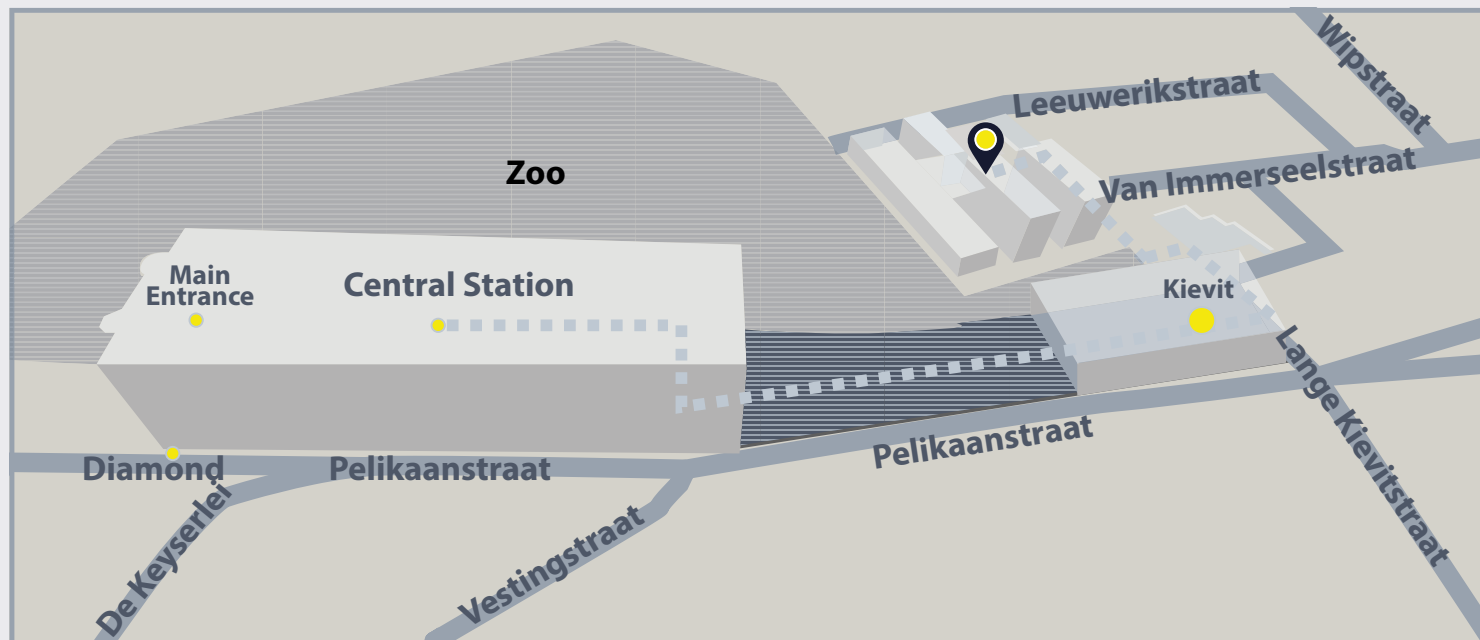 Wipstraat
Leeuwerikstraat
Zoo
Van Immerseelstraat
Main
Entrance
Central Station
Kievit
Lange Kievitstraat
Pelikaanstraat
Diamond
Pelikaanstraat
De Keyserlei
Vestingstraat